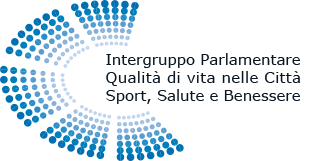 Intergruppo Parlamentare
Qualità di vita nelle Città
Sport, Salute e Benessere